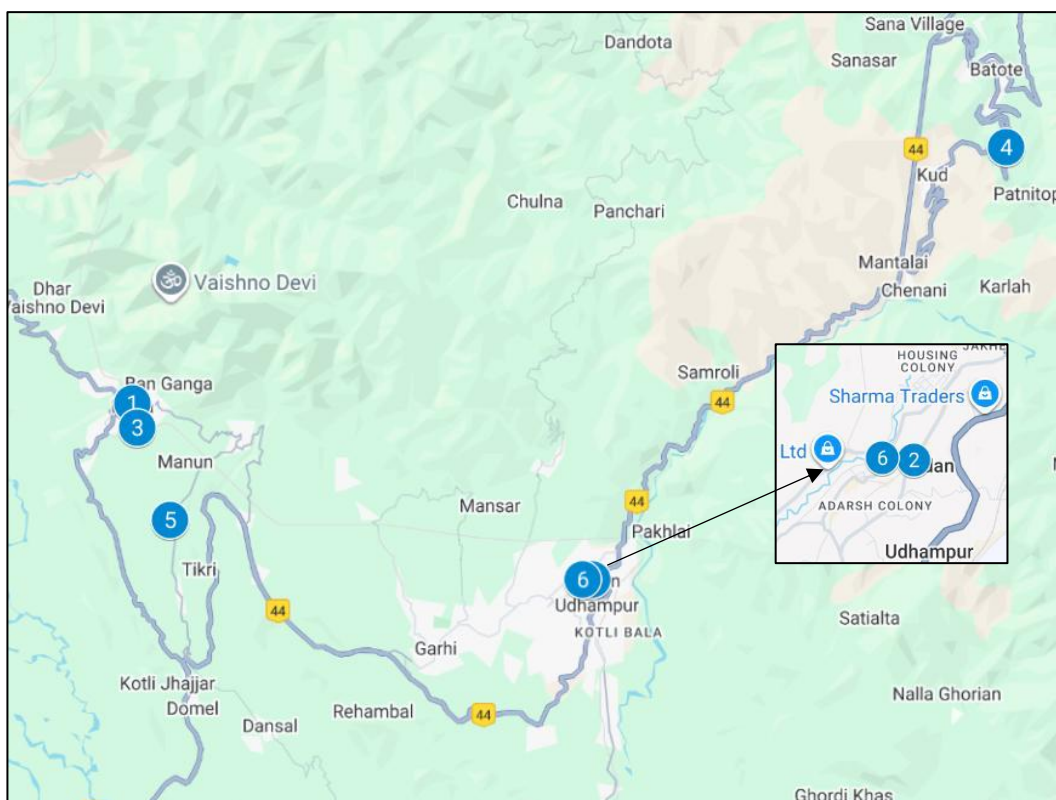 Sana Village
Dandota
Sanasar
Batote
44
4
Kud
Patnitop
Chulna
Panchari
Mantalai
Chenani
Karlah
Vaishno Devi
Dhar
Vaishno Devi
Ban Ganga
1
3
Samroli
44
Manun
Mansar
44
Pakhlai
5
Tikri
44
6
Udhampur
KOTLI BALA
Garhi
HOUSING
COLONY
Sharma Traders
Ltd
6
2
ADARSH COLONY
Udhampur
Satialta
Kotli Jhajjar
Domel
Dansal
Rehambal
44
Nalla Ghorian
Ghordi Khas